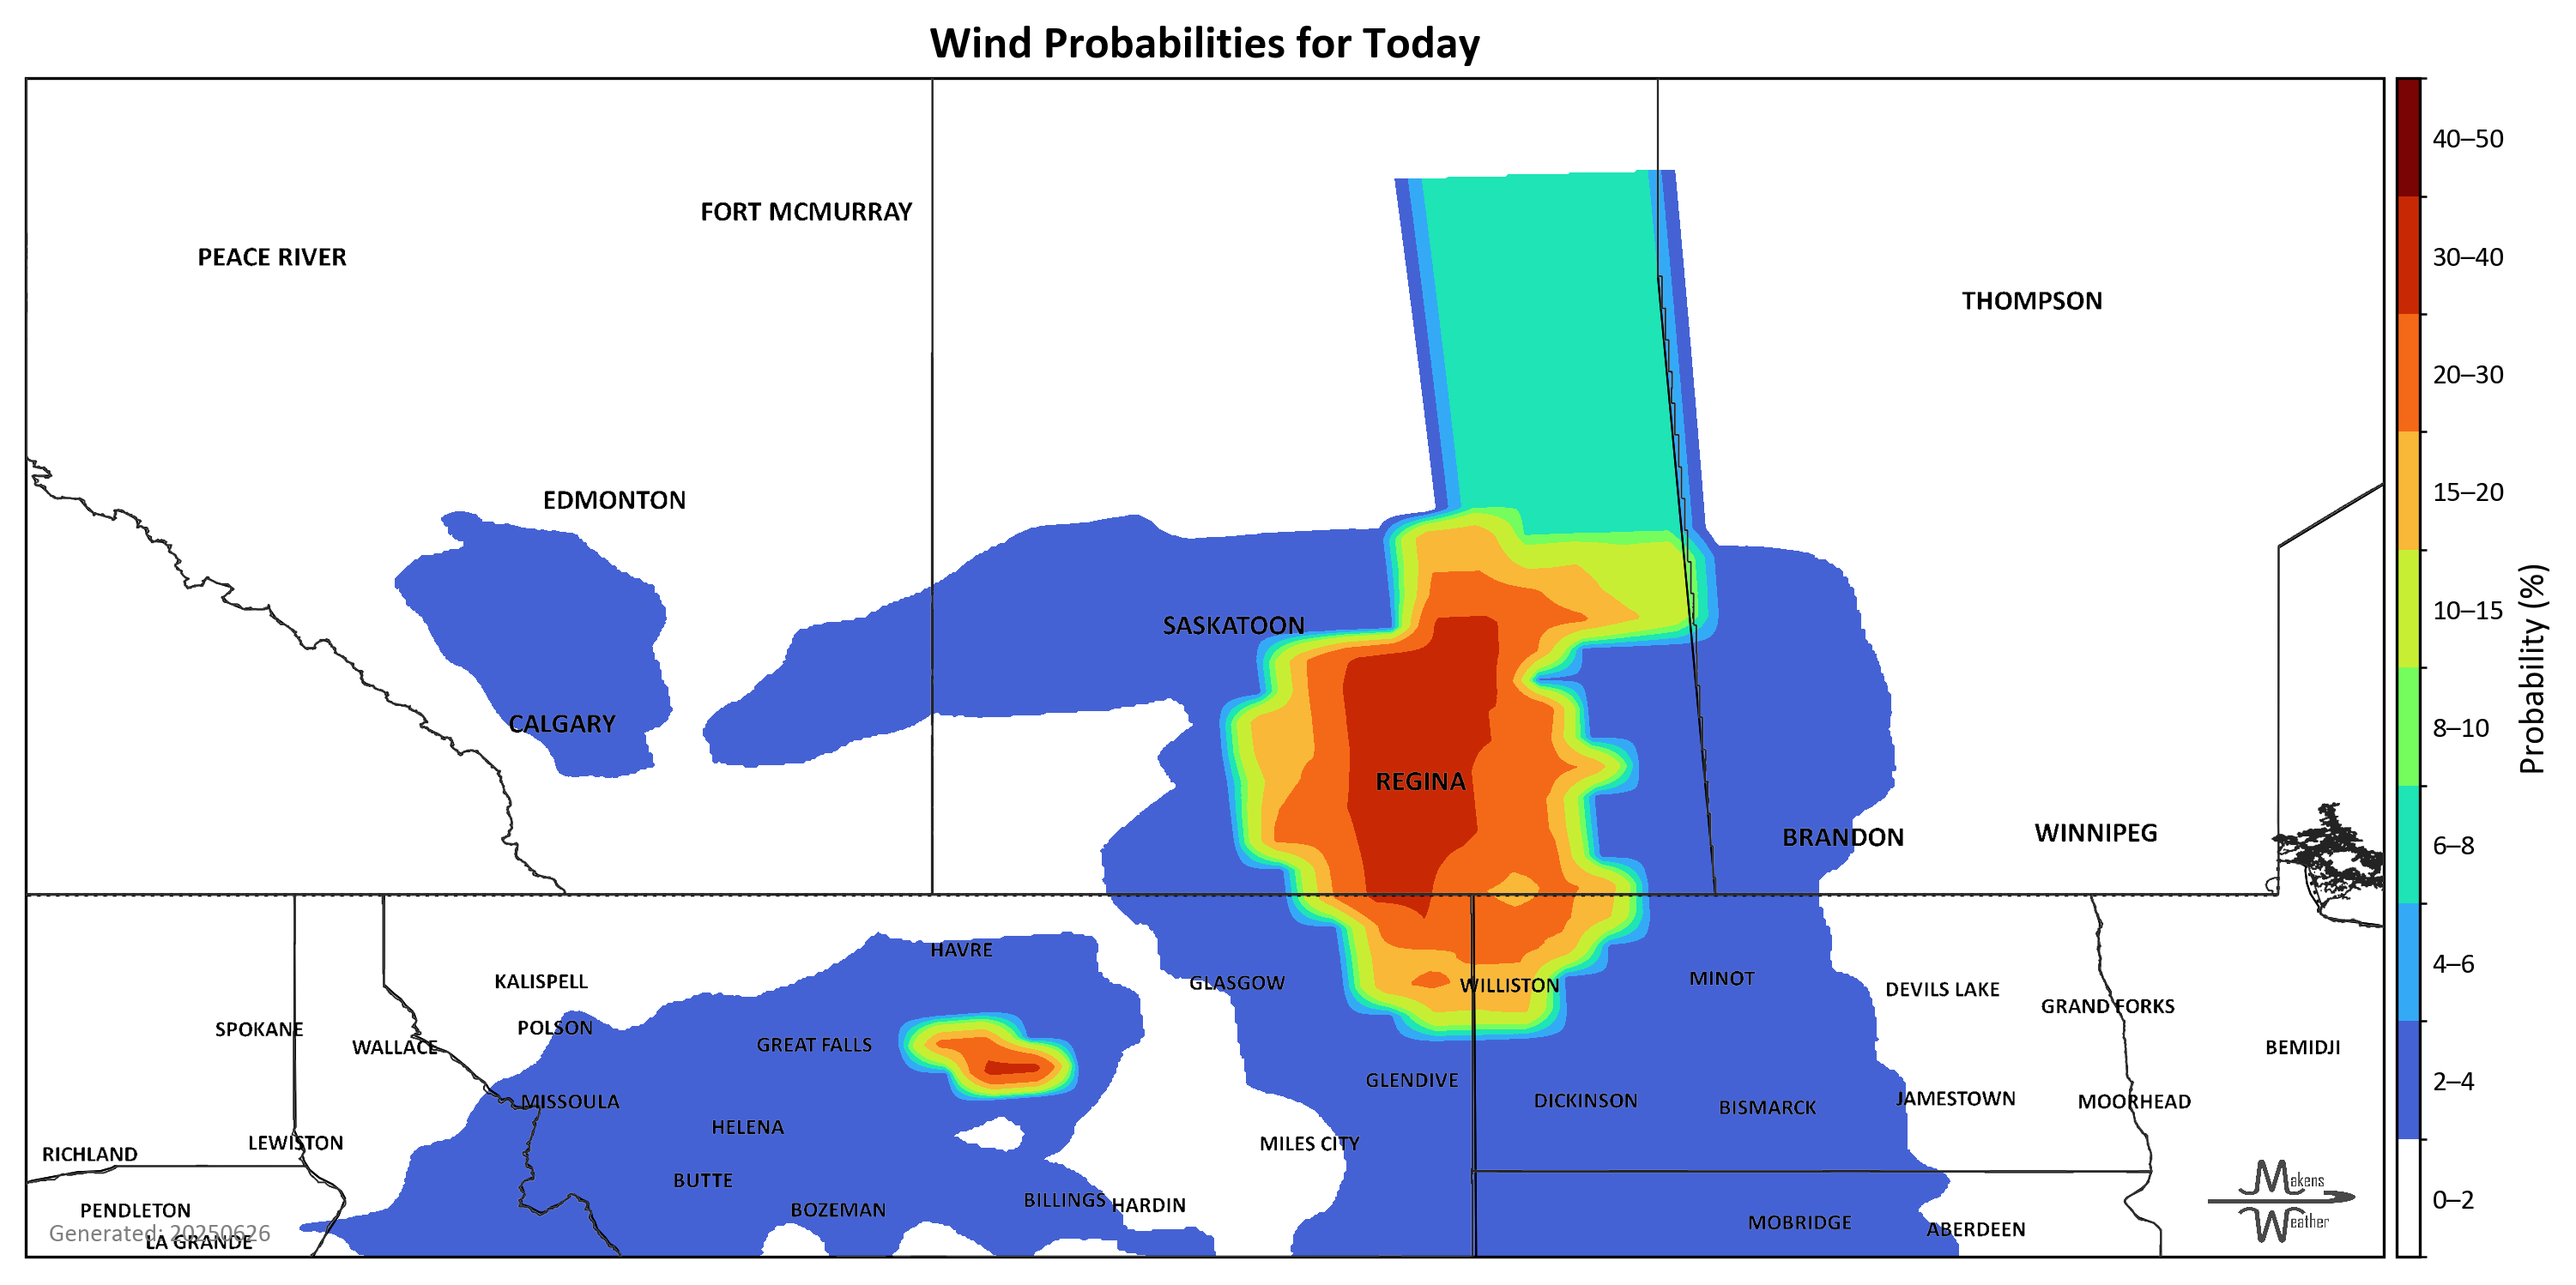 Wind Probabilities for Today
FORT MCMURRAY
PEACE RIVER
THOMPSON
EDMONTON
SASKATOON
CALGARY
REGINA
BRANDON
WINNIPEG
HAVRE
KALISPELL
GLASGOW
WILLISTON
MINOT
DEVILS LAKE
GRAND FORKS
SPOKANE
POLSON
WALLACE
GREAT FALLS
BEMIDJI
GLENDIVE
MISSOULA
DICKINSON
BISMARCK
JAMESTOWN
MOORHEAD
HELENA
LEWISTON
MILES CITY
RICHLAND
BUTTE
BILLINGS
HARDIN
PENDLETON
BOZEMAN
MOBRIDGE
ABERDEEN
Generated: 20250626
LA GRANDE
Makens
Weather
40–50
30–40
20–30
15–20
10–15
8–10
6–8
4–6
2–4
0–2
Probability (%)